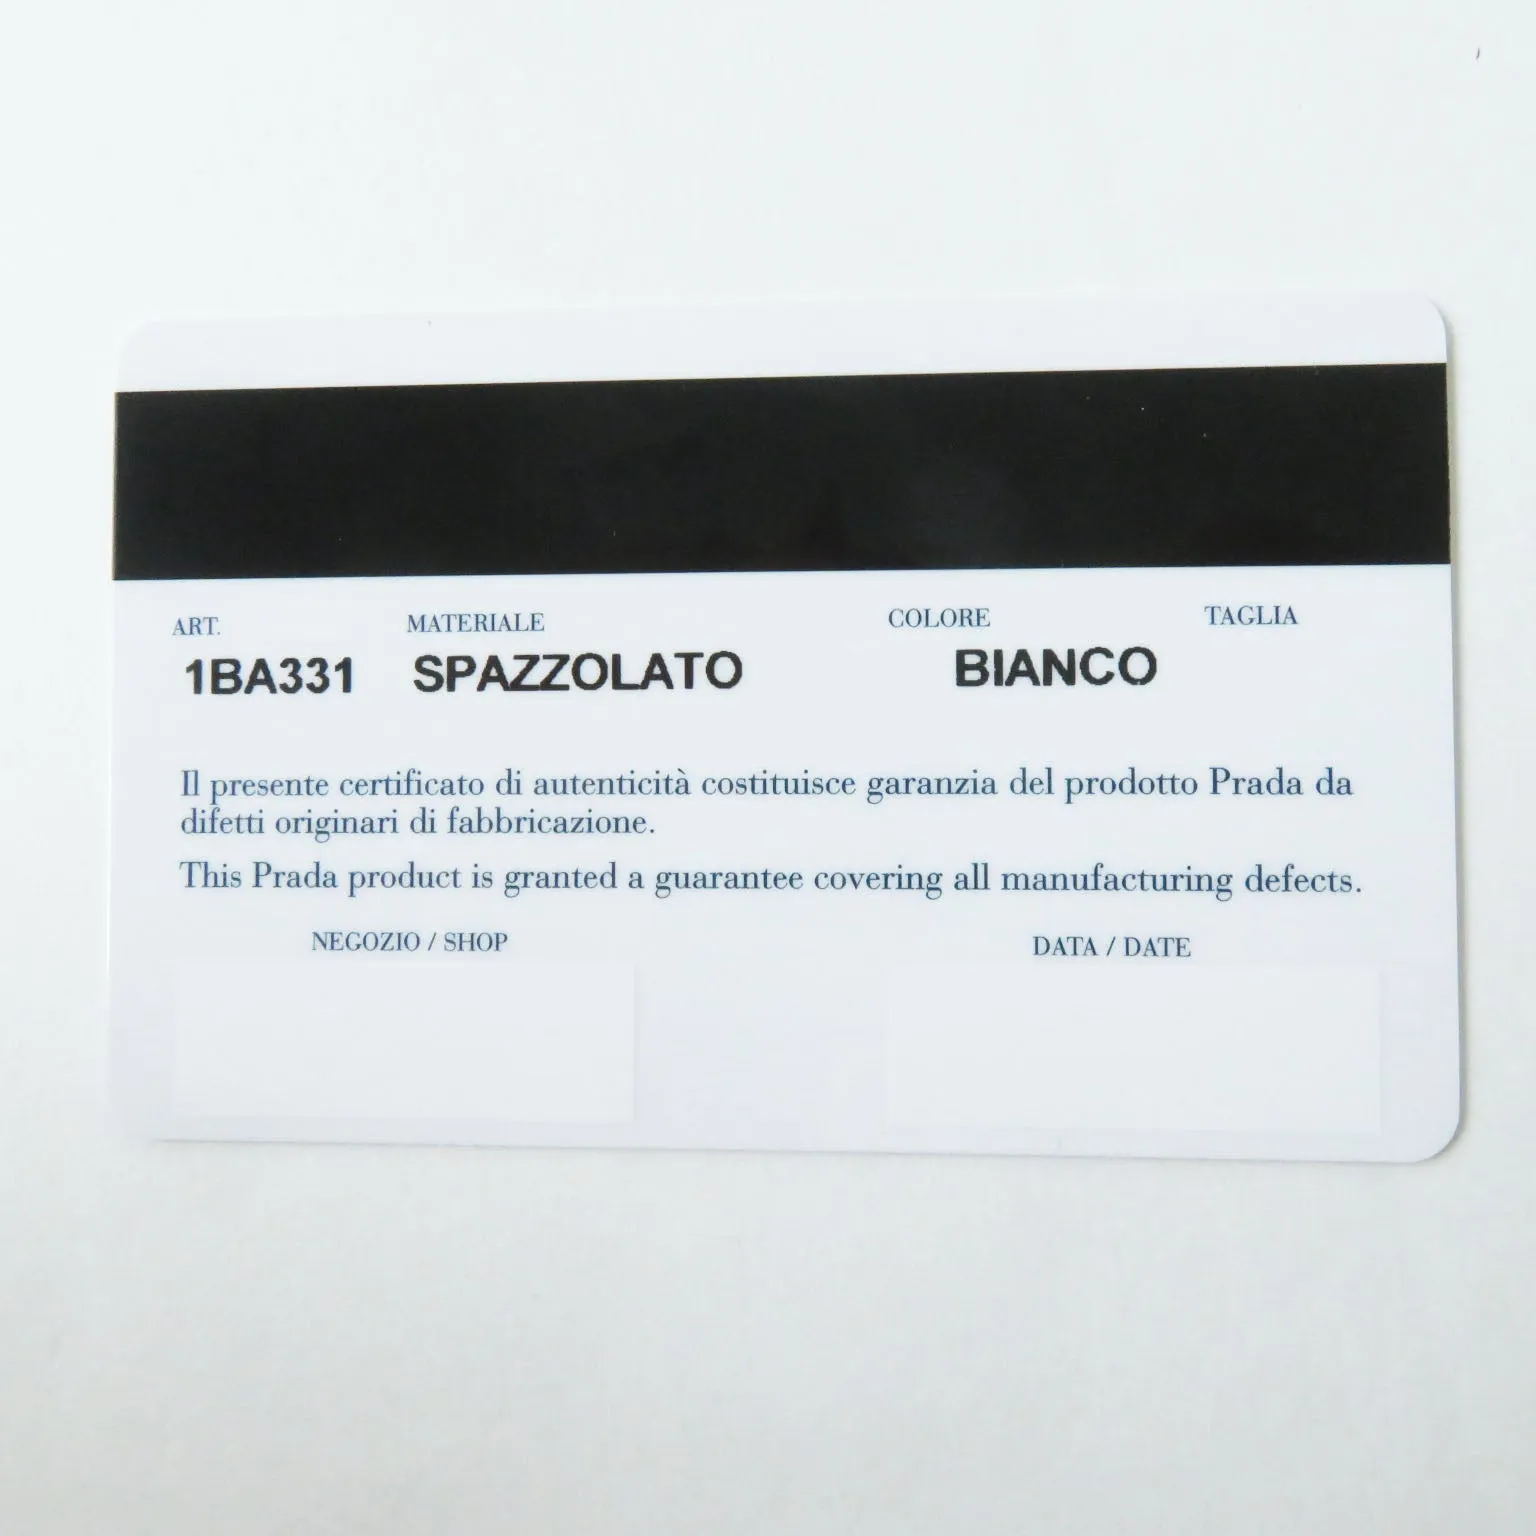 ART. MATERIALE COLORE TAGLIA
1BA331 SPAZZOLATO BIANCO
Il presente certificato di autenticità costituisce garanzia del prodotto Prada da
difetti originari di fabbricazione.
This Prada product is granted a guarantee covering all manufacturing defects.
NEGOZIO / SHOP DATA / DATE